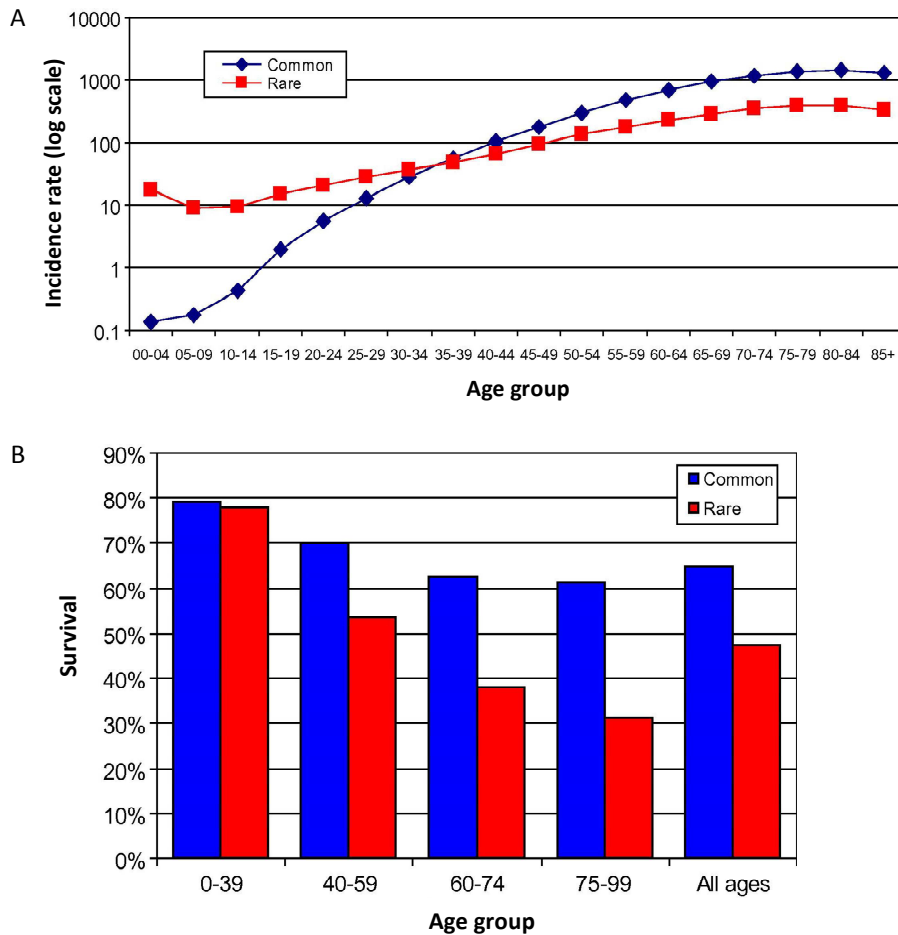 A
10000
1000
100
10
1
0.1
Incidence rate (log scale)
Common
Rare
00-04 05-09 10-14 15-19 20-24 25-29 30-34 35-39 40-44 45-49 50-54 55-59 60-64 65-69 70-74 75-79 80-84 85+
Age group
B
90%
80%
70%
60%
50%
40%
30%
20%
10%
0%
Survival
Common
Rare
0-39 40-59 60-74 75-99 All ages
Age group